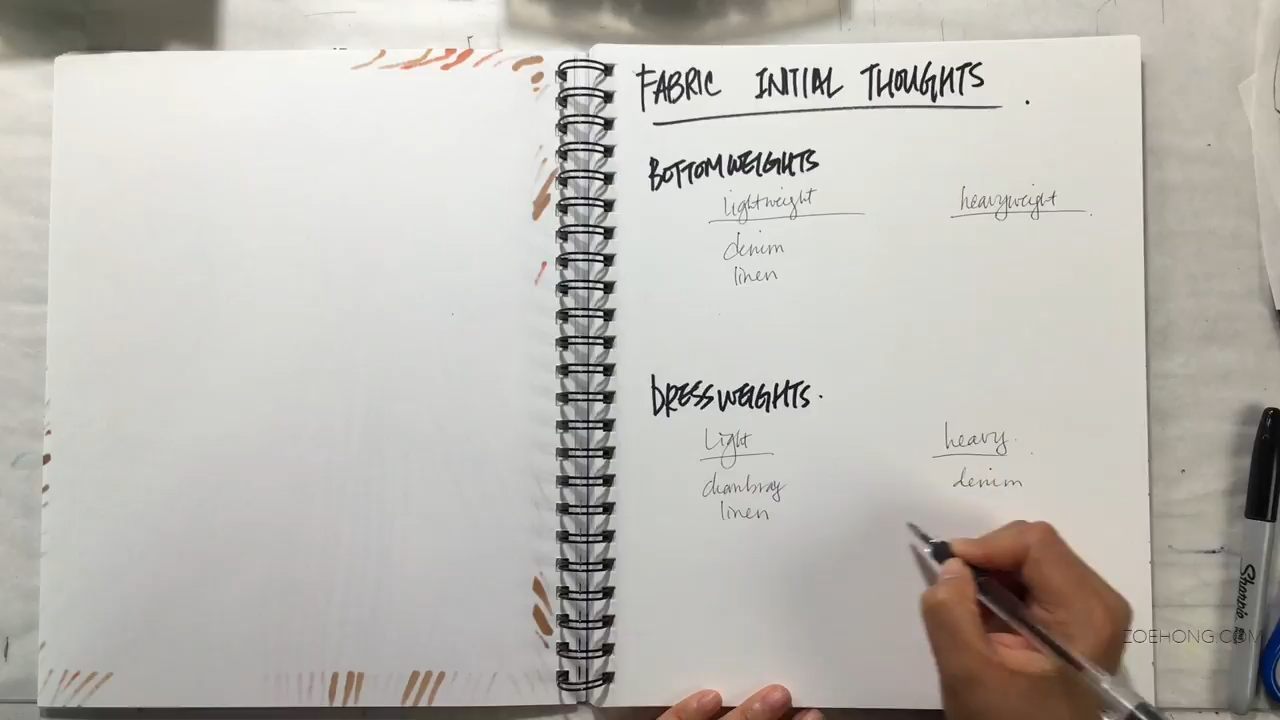 FABRIC INITIAL THOUGHTS.
BOTTOMWEIGHTS
lightweight heavyweight.
denim
linen
DRESSWEIGHTS.
Light heavy.
chambray denim
linen
Sharpie
ZOEHONG.COM